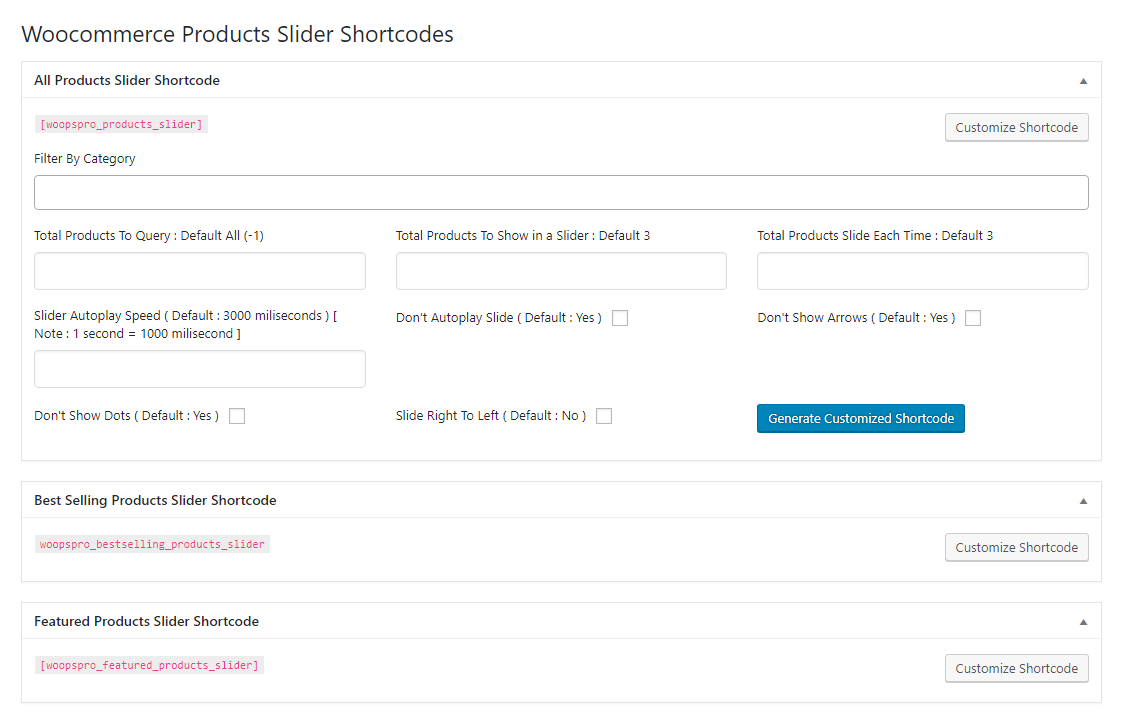 Woocommerce Products Slider Shortcodes
All Products Slider Shortcode
[woopspro_products_slider]
Customize Shortcode
Filter By Category
Total Products To Query : Default All (-1)
Total Products To Show in a Slider : Default 3
Total Products Slide Each Time : Default 3
Slider Autoplay Speed ( Default : 3000 miliseconds ) [
Note : 1 second = 1000 milisecond ]
Don't Autoplay Slide ( Default : Yes )
Don't Show Arrows ( Default : Yes )
Don't Show Dots ( Default : Yes )
Slide Right To Left ( Default : No )
Generate Customized Shortcode
Best Selling Products Slider Shortcode
woopspro_bestselling_products_slider
Customize Shortcode
Featured Products Slider Shortcode
[woopspro_featured_products_slider]
Customize Shortcode